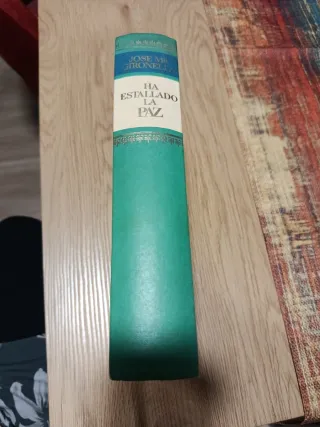 JOSE Mª
GIRONELLA
HA
ESTALLADO
LA
PAZ